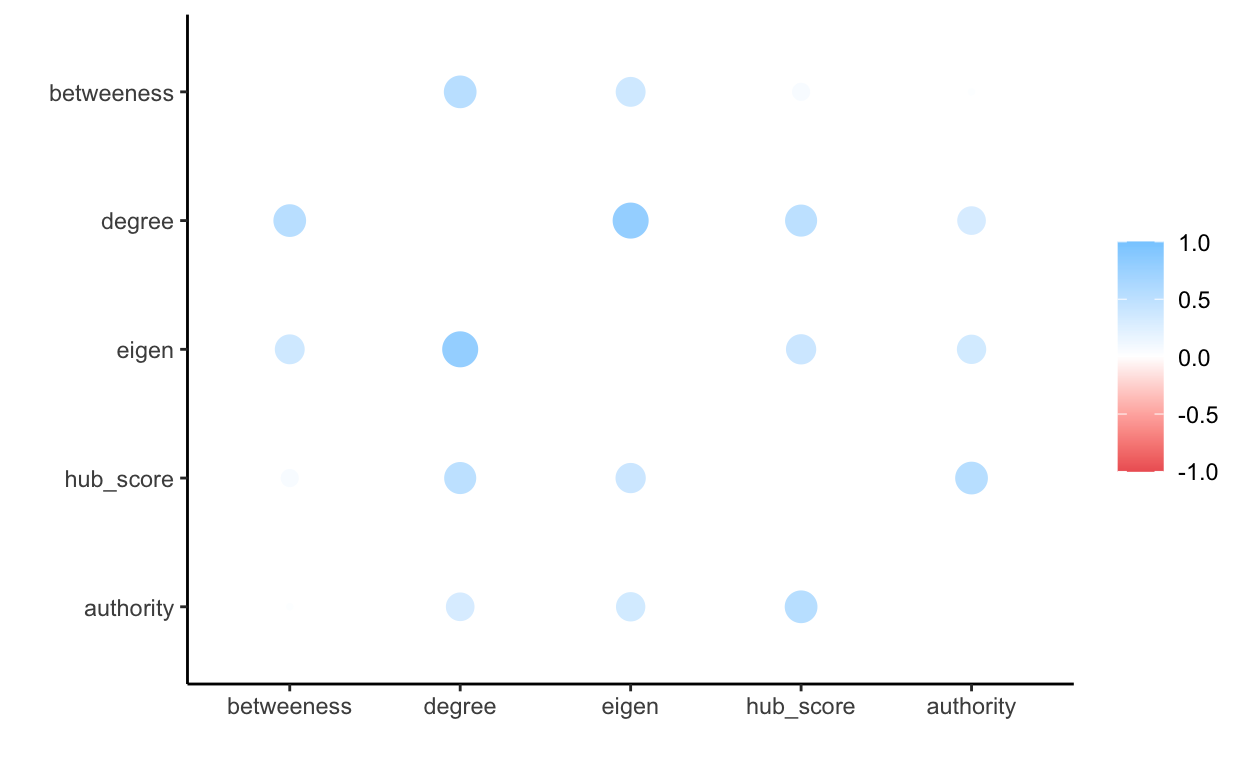 betweeness
degree
eigen
hub_score
authority
betweeness
degree
eigen
hub_score
authority
1.0
0.5
0.0
-0.5
-1.0